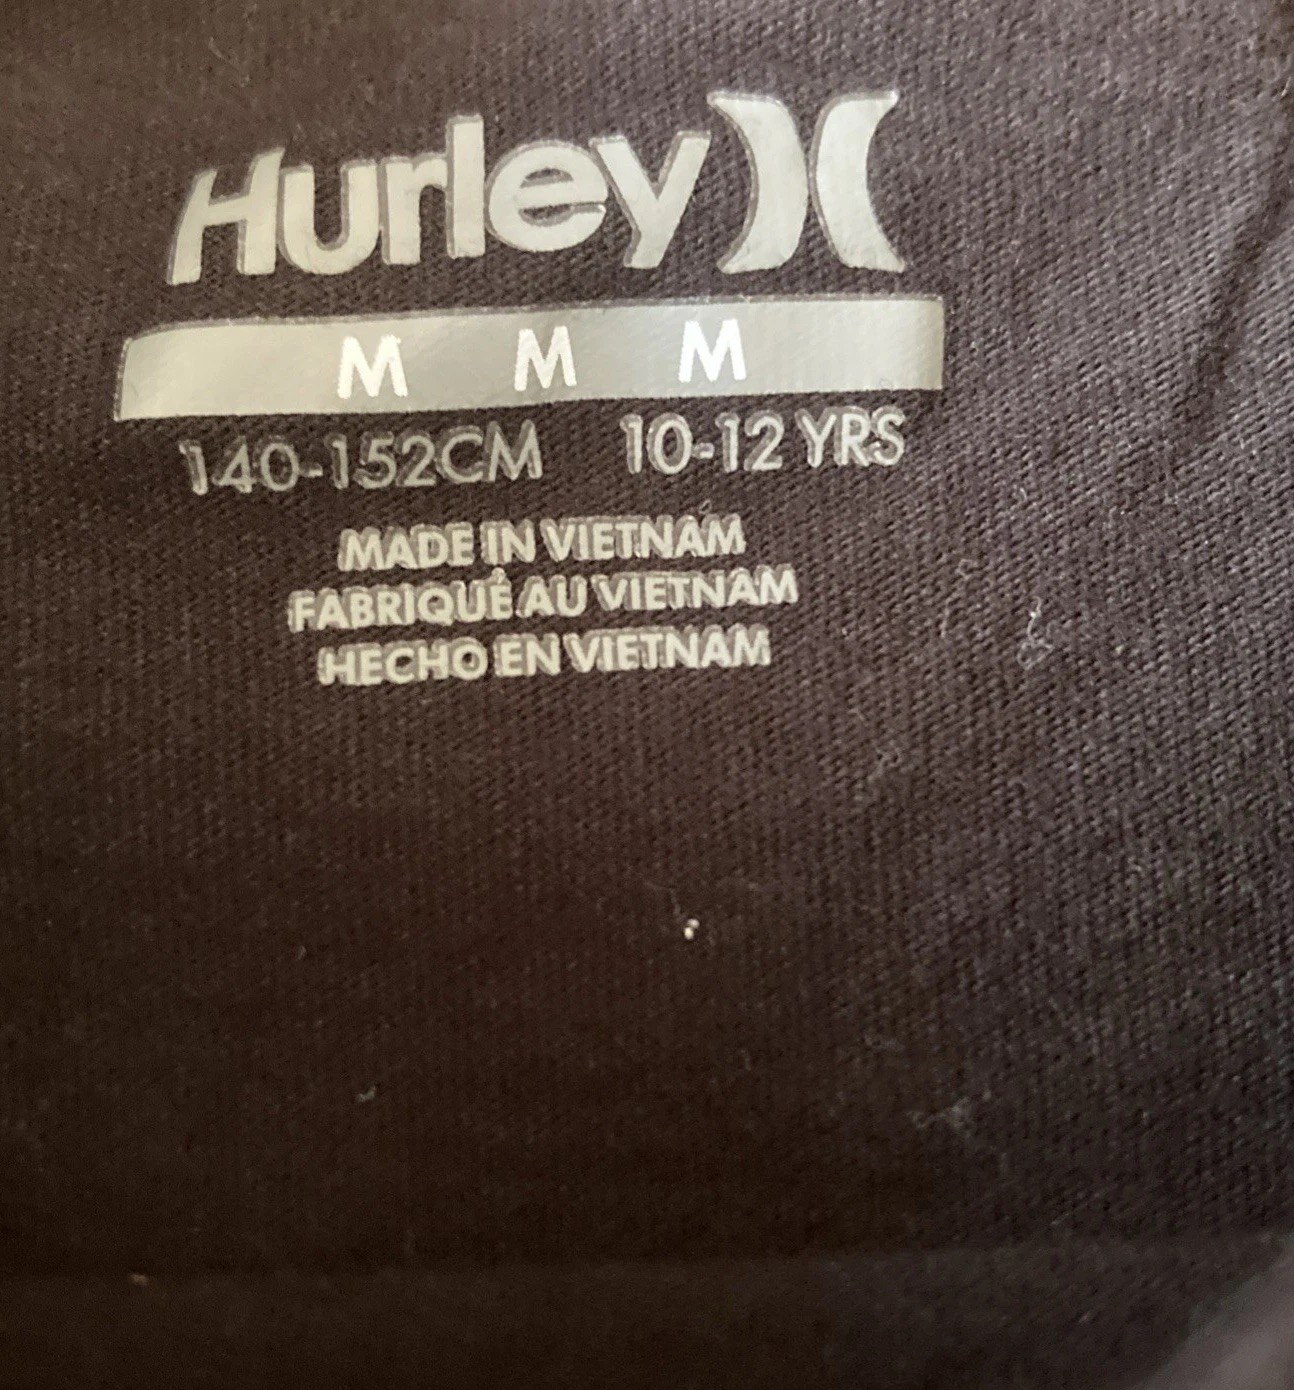 Hurley
M M M
140-152CM 10-12 YRS
MADE IN VIETNAM
FABRIQUÉ AU VIETNAM
HECHO EN VIETNAM